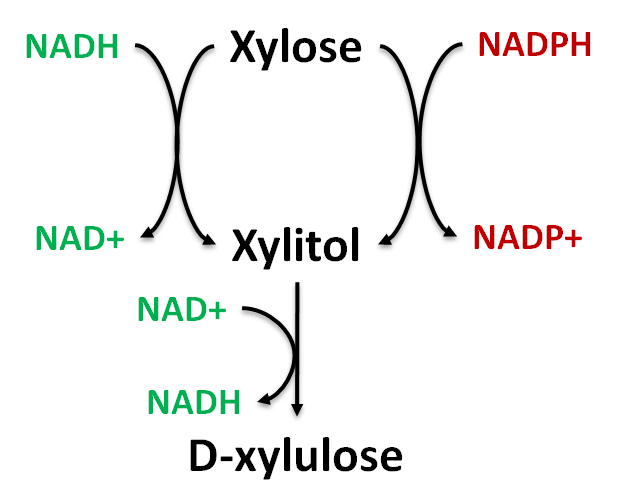 NADH
Xylose
NADPH
NAD+
Xylitol
NADP+
NAD+
NADH
D-xylulose